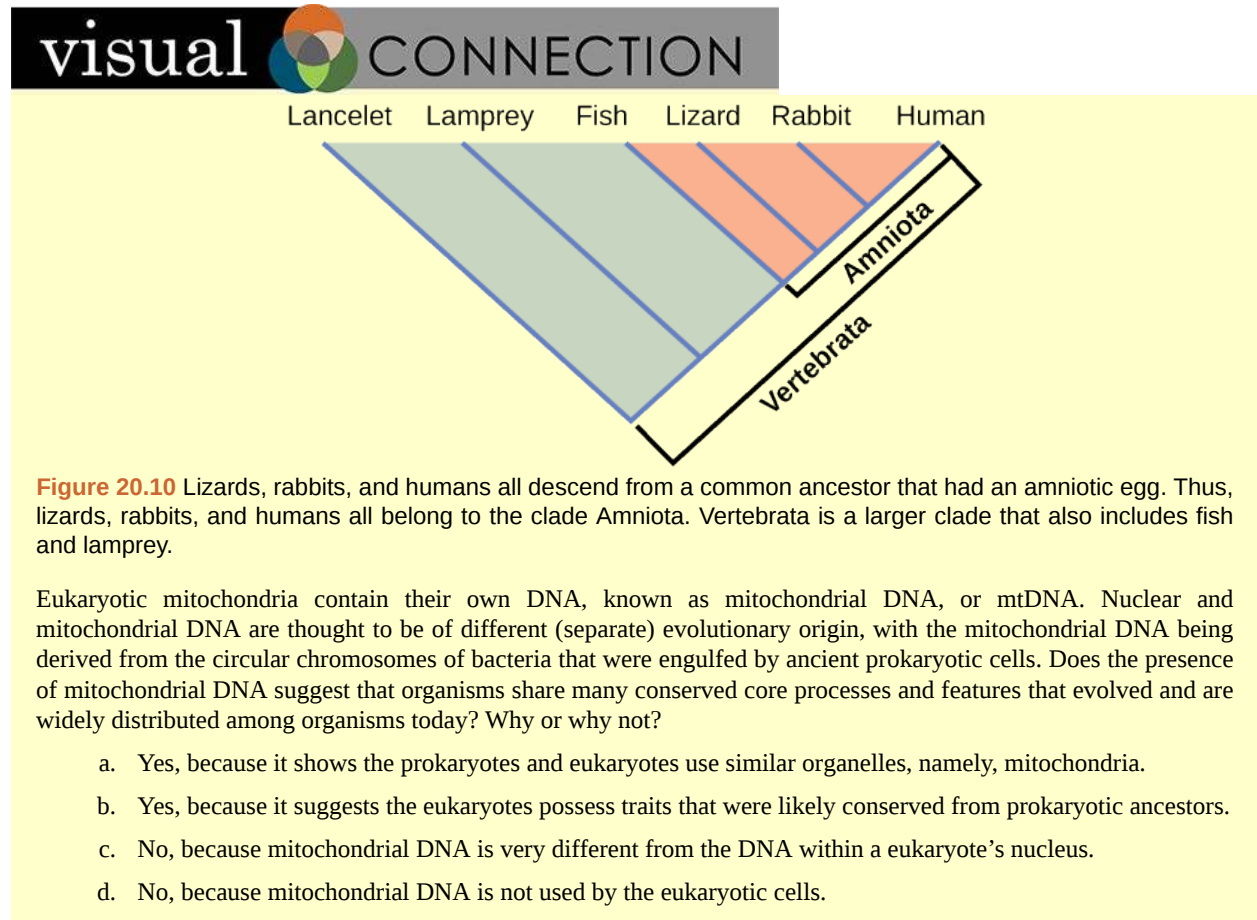 visual CONNECTION
Lancelet Lamprey Fish Lizard Rabbit Human
Amniota
Vertebrata
Figure 20.10 Lizards, rabbits, and humans all descend from a common ancestor that had an amniotic egg. Thus,
lizards, rabbits, and humans all belong to the clade Amniota. Vertebrata is a larger clade that also includes fish
and lamprey.
Eukaryotic mitochondria contain their own DNA, known as mitochondrial DNA, or mtDNA. Nuclear and
mitochondrial DNA are thought to be of different (separate) evolutionary origin, with the mitochondrial DNA being
derived from the circular chromosomes of bacteria that were engulfed by ancient prokaryotic cells. Does the presence
of mitochondrial DNA suggest that organisms share many conserved core processes and features that evolved and are
widely distributed among organisms today? Why or why not?
a. Yes, because it shows the prokaryotes and eukaryotes use similar organelles, namely, mitochondria.
b. Yes, because it suggests the eukaryotes possess traits that were likely conserved from prokaryotic ancestors.
c. No, because mitochondrial DNA is very different from the DNA within a eukaryote’s nucleus.
d. No, because mitochondrial DNA is not used by the eukaryotic cells.